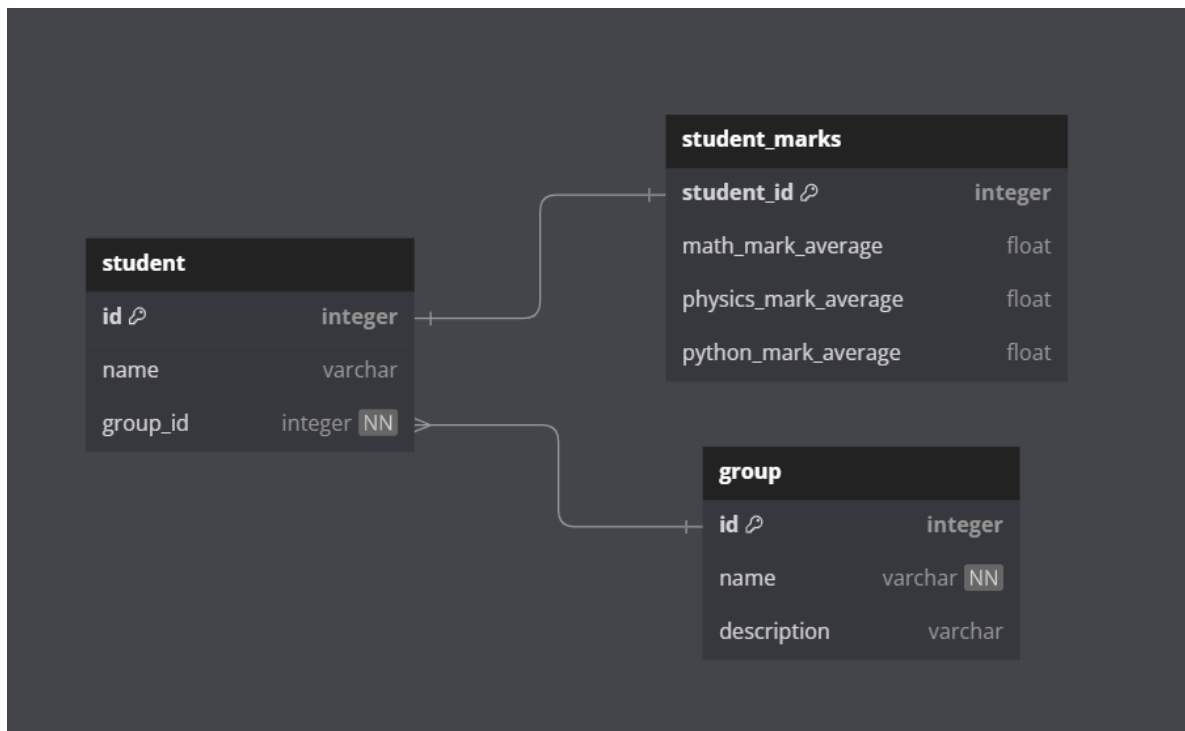 student
id integer
name varchar
group_id integer NN
student_marks
student_id integer
math_mark_average float
physics_mark_average float
python_mark_average float
group
id integer
name varchar NN
description varchar